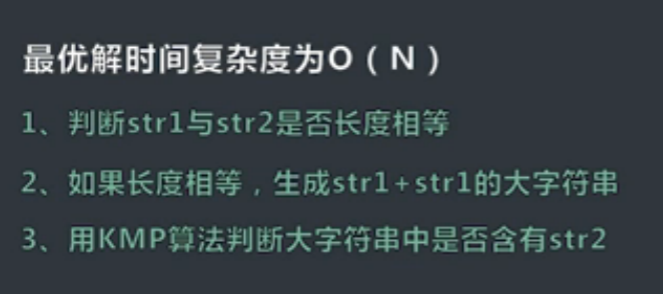 最优解时间复杂度为O（N）
1、判断str1与str2是否长度相等
2、如果长度相等，生成str1+str1的大字符串
3、用KMP算法判断大字符串中是否含有str2